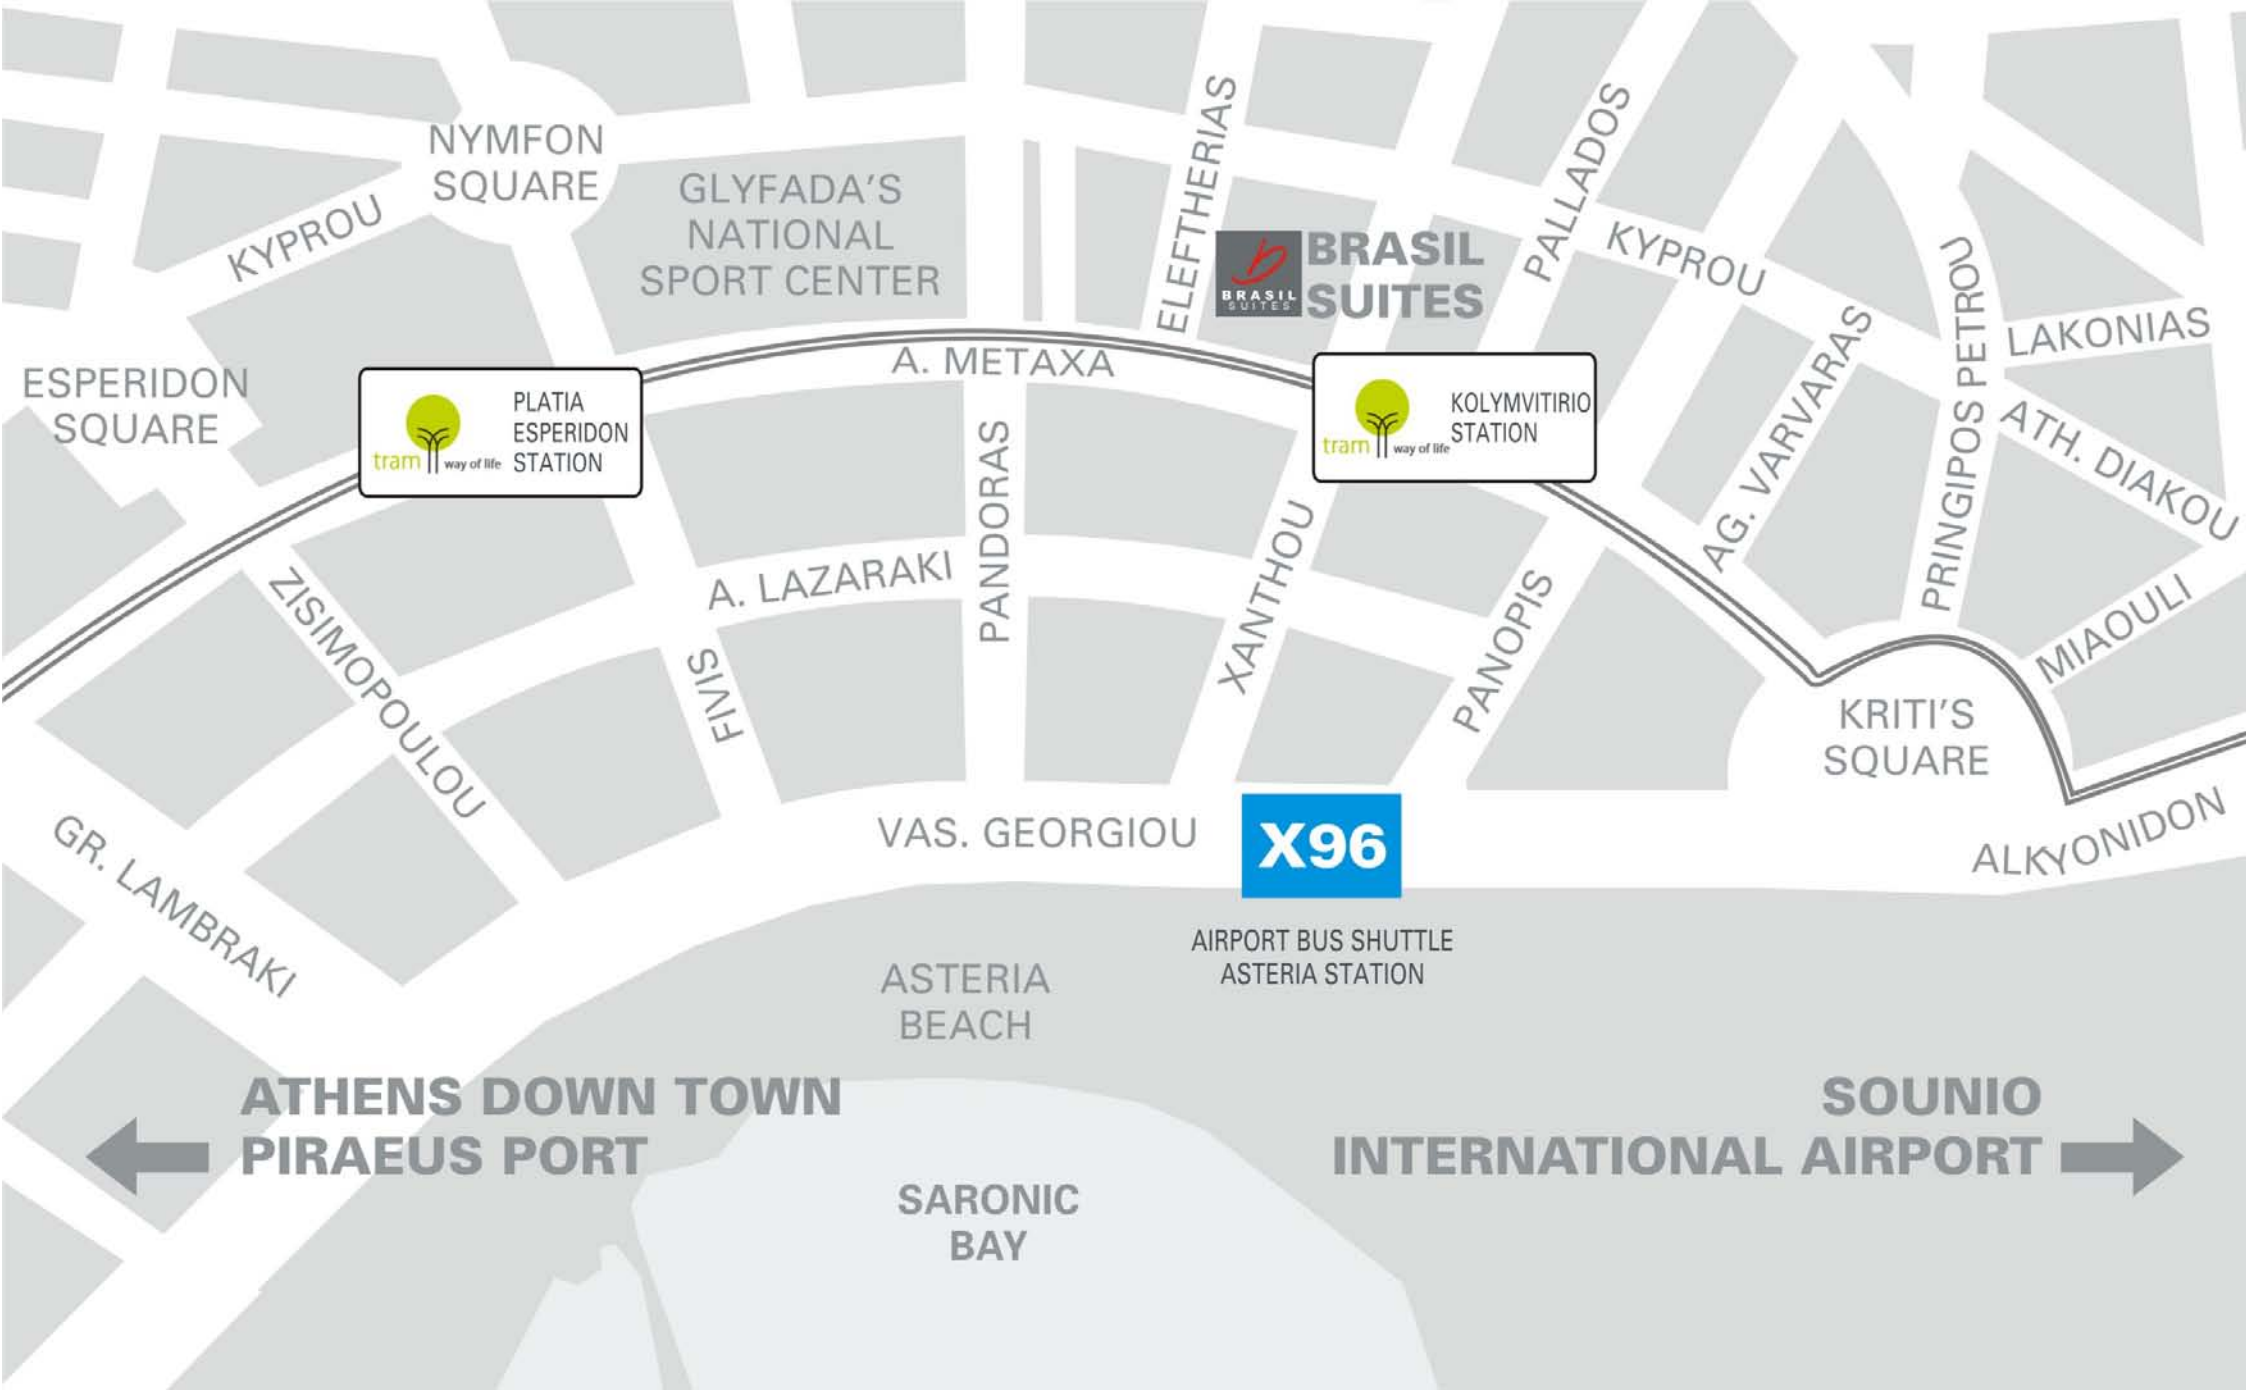 NYMFON
SQUARE
KYPROU
GLYFADA'S
NATIONAL
SPORT CENTER
ELEFTHERIAS
BRASIL
SUITES
BRASIL
SUITES
PALLADOS
KYPROU
PRINGIPOS PETROU
LAKONIAS
AG. VARVARAS
ATH. DIAKOU
MIAOULI
ESPERIDON
SQUARE
tram way of life
PLATIA
ESPERIDON
STATION
A. METAXA
tram way of life
KOLYMVITIRIO
STATION
PANDORAS
A. LAZARAKI
XANTHOU
PANOPIS
ZISIMOPOULOU
FIVIS
KRITI'S
SQUARE
GR. LAMBRAKI
VAS. GEORGIOU
X96
ALKYONIDON
AIRPORT BUS SHUTTLE
ASTERIA STATION
ASTERIA
BEACH
ATHENS DOWN TOWN
PIRAEUS PORT
SOUNIO
INTERNATIONAL AIRPORT
SARONIC
BAY